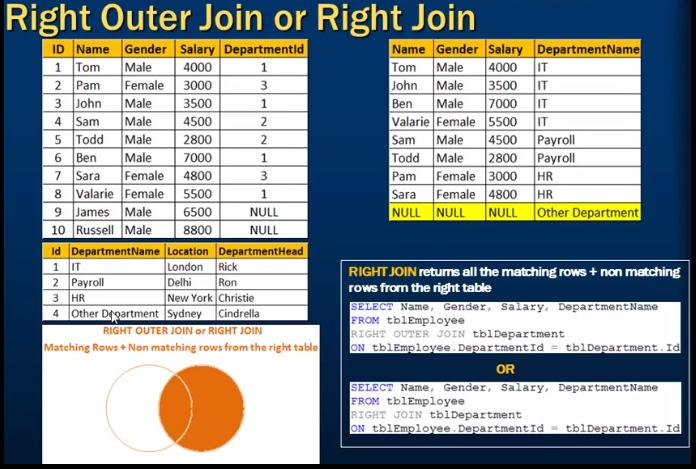 Right Outer Join or Right Join
ID Name Gender Salary DepartmentId
1 Tom Male 4000 1
2 Pam Female 3000 3
3 John Male 3500 1
4 Sam Male 4500 2
5 Todd Male 2800 2
6 Ben Male 7000 1
7 Sara Female 4800 3
8 Valarie Female 5500 1
9 James Male 6500 NULL
10 Russell Male 8800 NULL
Id DepartmentName Location DepartmentHead
1 IT London Rick
2 Payroll Delhi Ron
3 HR New York Christie
4 Other Department Sydney Cindrella
RIGHT OUTER JOIN or RIGHT JOIN
Matching Rows + Non matching rows from the right table
Name Gender Salary DepartmentName
Tom Male 4000 IT
John Male 3500 IT
Ben Male 7000 IT
Valarie Female 5500 IT
Sam Male 4500 Payroll
Todd Male 2800 Payroll
Pam Female 3000 HR
Sara Female 4800 HR
NULL NULL NULL Other Department
RIGHT JOIN returns all the matching rows + non matching
rows from the right table
SELECT Name, Gender, Salary, DepartmentName
FROM tblEmployee
RIGHT OUTER JOIN tblDepartment
ON tblEmployee.DepartmentId = tblDepartment.Id
OR
SELECT Name, Gender, Salary, DepartmentName
FROM tblEmployee
RIGHT JOIN tblDepartment
ON tblEmployee.DepartmentId = tblDepartment.Id